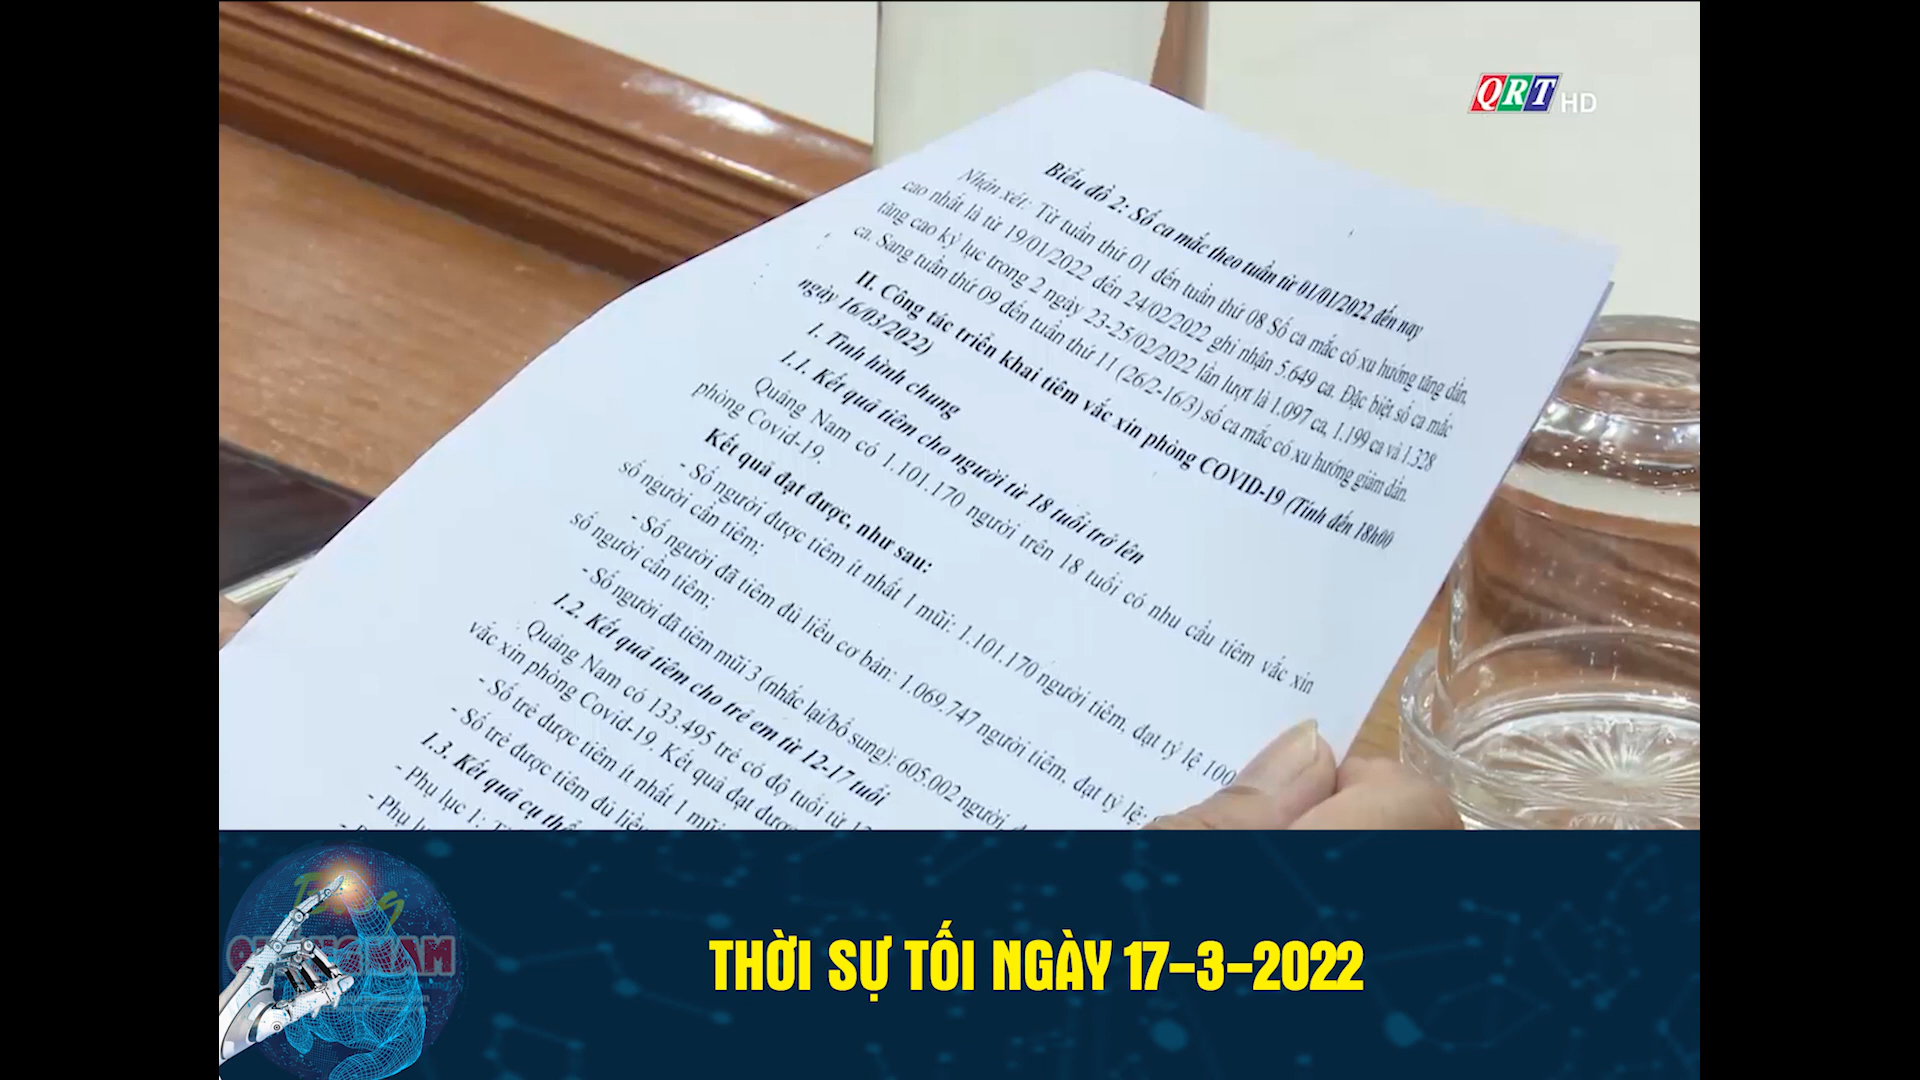 QRT HD
Biểu đồ 2: Số ca mắc theo tuần từ 01/01/2022 đến nay
Nhận xét: Từ tuần thứ 01 đến tuần thứ 08 Số ca mắc có xu hướng tăng dần,
cao nhất là từ 19/01/2022 đến 24/02/2022 ghi nhận 5.649 ca. Đặc biệt số ca mắc
tăng cao kỷ lục trong 2 ngày 23-25/02/2022 lần lượt là 1.097 ca, 1.199 ca và 1.328
ca. Sang tuần thứ 09 đến tuần thứ 11 (26/2-16/3) số ca mắc có xu hướng giảm dần.
II. Công tác triển khai tiêm vắc xin phòng COVID-19 (Tính đến 18h00
ngày 16/03/2022)
1. Tình hình chung
1.1. Kết quả tiêm cho người từ 18 tuổi trở lên
Quảng Nam có 1.101.170 người trên 18 tuổi có nhu cầu tiêm vắc xin
phòng Covid-19.
Kết quả đạt được, như sau:
- Số người được tiêm ít nhất 1 mũi: 1.101.170 người tiêm, đạt tỷ lệ 100
số người cần tiêm;
- Số người đã tiêm đủ liều cơ bản: 1.069.747 người tiêm, đạt tỷ lệ:
số người cần tiêm;
- Số người đã tiêm mũi 3 (nhắc lại/bổ sung): 605.002 người,
1.2. Kết quả tiêm cho trẻ em từ 12-17 tuổi
Quảng Nam có 133.495 trẻ có độ tuổi từ
vắc xin phòng Covid-19. Kết quả đạt được
- Số trẻ được tiêm ít nhất 1 mũi
- Số trẻ được tiêm đủ liều
1.3. Kết quả cụ thể
- Phụ lục 1:
- Phụ
THỜI SỰ TỐI NGÀY 17-3-2022